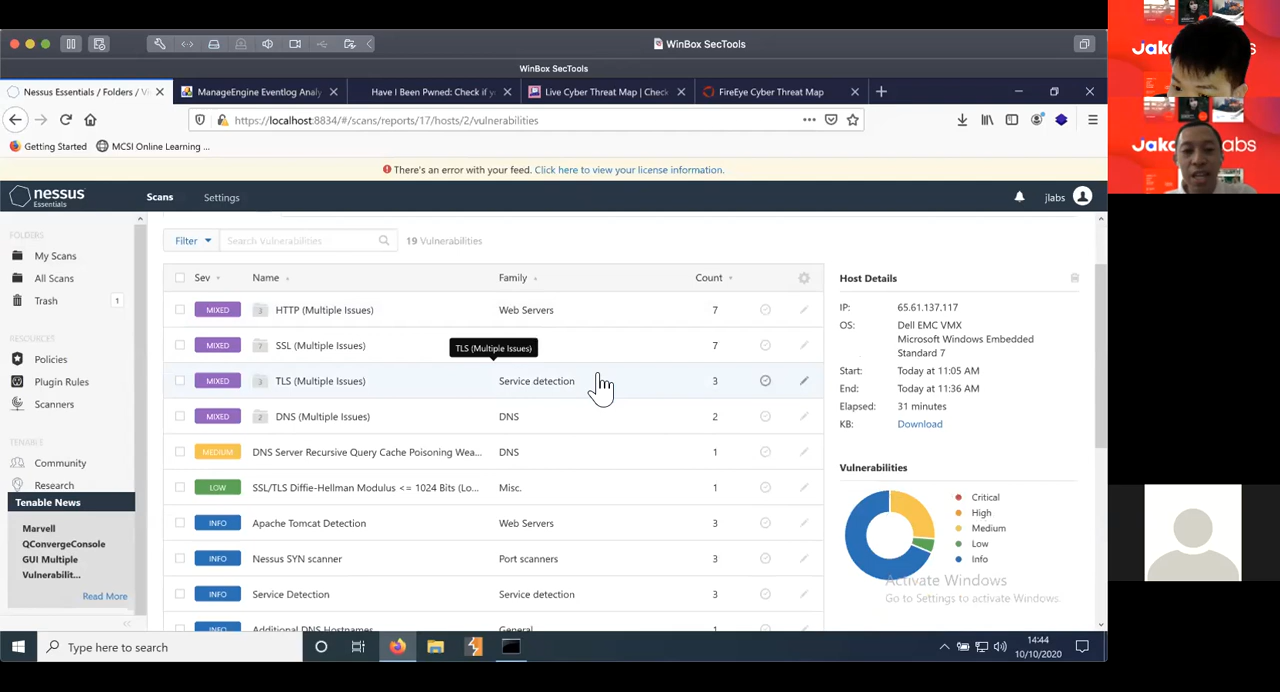 WinBox SecTools
WinBox SecTools
Nessus Essentials / Folders / Vi
ManageEngine Eventlog Analy
Have I Been Pwned: Check if y
Live Cyber Threat Map | Check
FireEye Cyber Threat Map
https://localhost:8834/#/scans/reports/17/hosts/2/vulnerabilities
Getting Started
MCSI Online Learning ...
There's an error with your feed. Click here to view your license information.
nessus
Essentials
Scans
Settings
jlabs
FOLDERS
My Scans
All Scans
Trash
1
RESOURCES
Policies
Plugin Rules
Scanners
TENABLE
Community
Research
Tenable News
Marvell
QConvergeConsole
GUI Multiple
Vulnerabilit...
Read More
Filter
Search Vulnerabilities
19 Vulnerabilities
Sev
Name
Family
Count
MIXED
3
HTTP (Multiple Issues)
Web Servers
7
MIXED
7
SSL (Multiple Issues)
7
TLS (Multiple Issues)
MIXED
3
TLS (Multiple Issues)
Service detection
3
MIXED
2
DNS (Multiple Issues)
DNS
2
MEDIUM
DNS Server Recursive Query Cache Poisoning Wea...
DNS
1
LOW
SSL/TLS Diffie-Hellman Modulus <= 1024 Bits (Lo...
Misc.
1
INFO
Apache Tomcat Detection
Web Servers
3
INFO
Nessus SYN scanner
Port scanners
3
INFO
Service Detection
Service detection
3
INFO
Additional DNS Hostnames
General
1
Host Details
IP:
65.61.137.117
OS:
Dell EMC VMX
Microsoft Windows Embedded
Standard 7
Start:
Today at 11:05 AM
End:
Today at 11:36 AM
Elapsed:
31 minutes
KB:
Download
Vulnerabilities
Critical
High
Medium
Low
Info
Activate Windows
Go to Settings to activate Windows.
Type here to search
14:44
10/10/2020